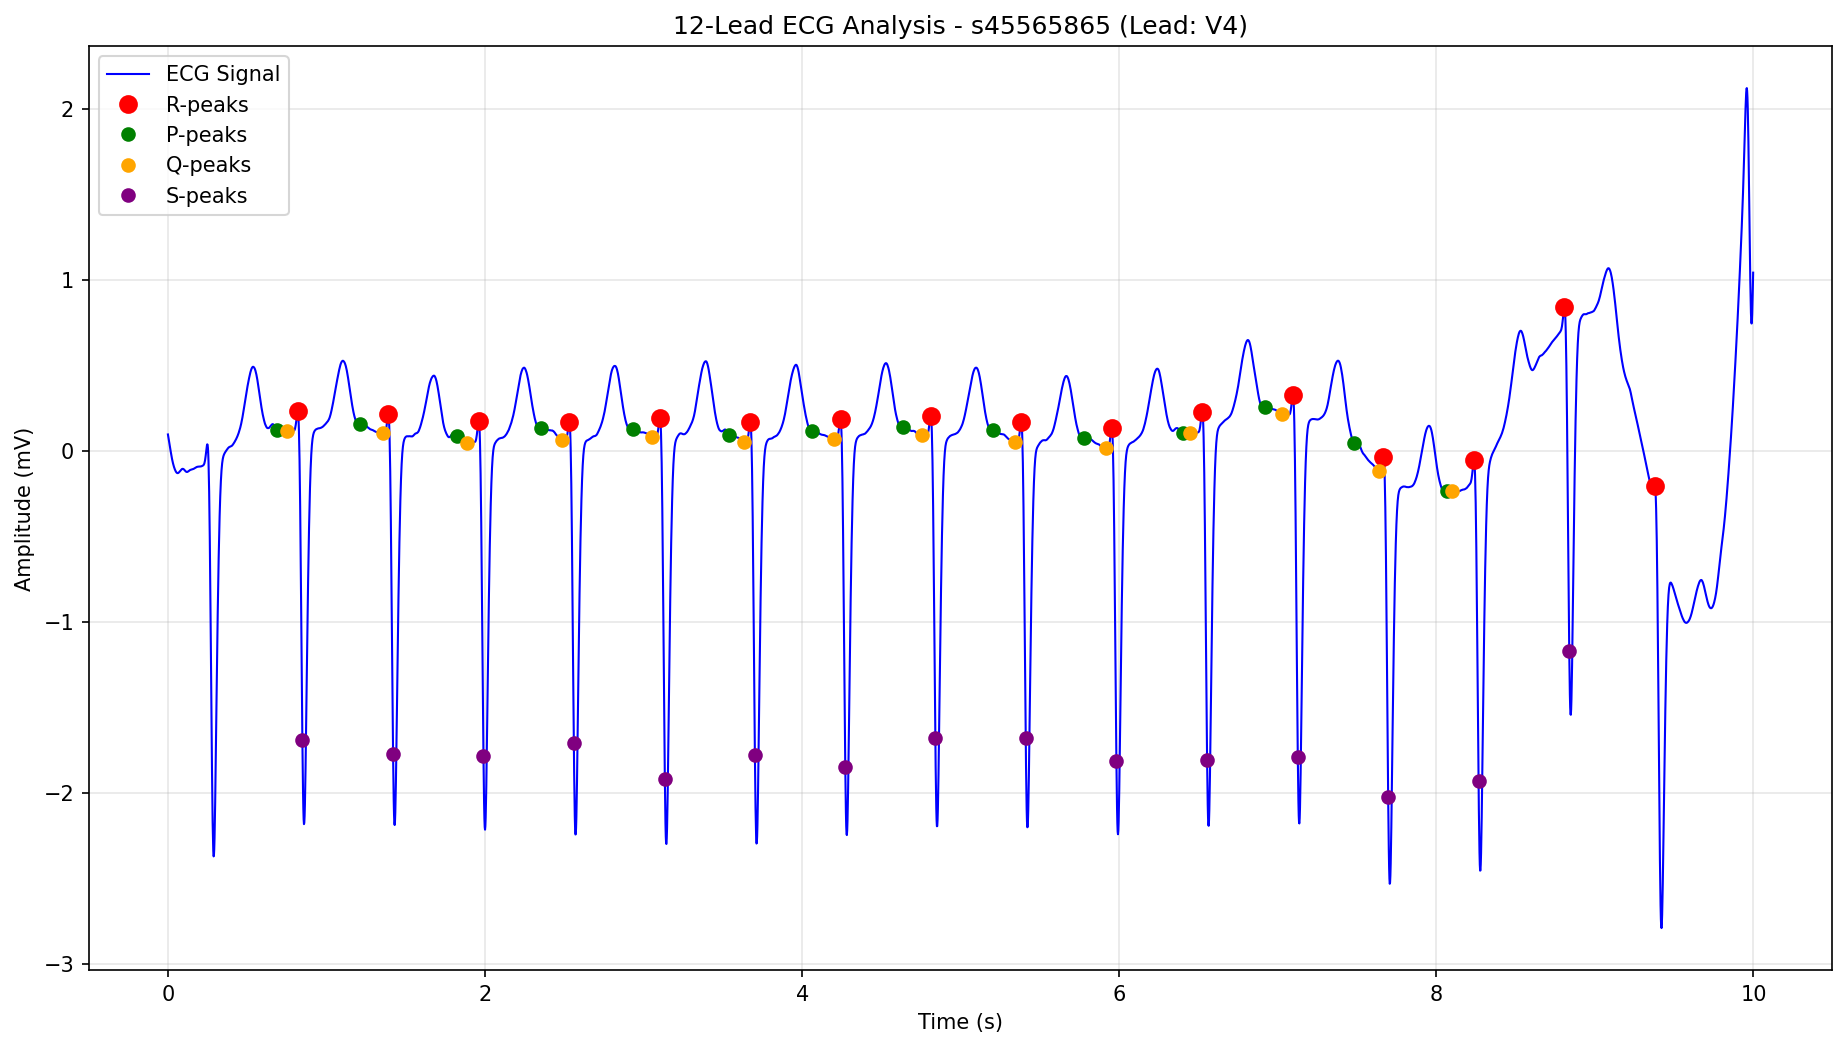 12-Lead ECG Analysis - s45565865 (Lead: V4)
ECG Signal
R-peaks
P-peaks
Q-peaks
S-peaks
Amplitude (mV)
2
1
0
−1
−2
−3
0 2 4 6 8 10
Time (s)